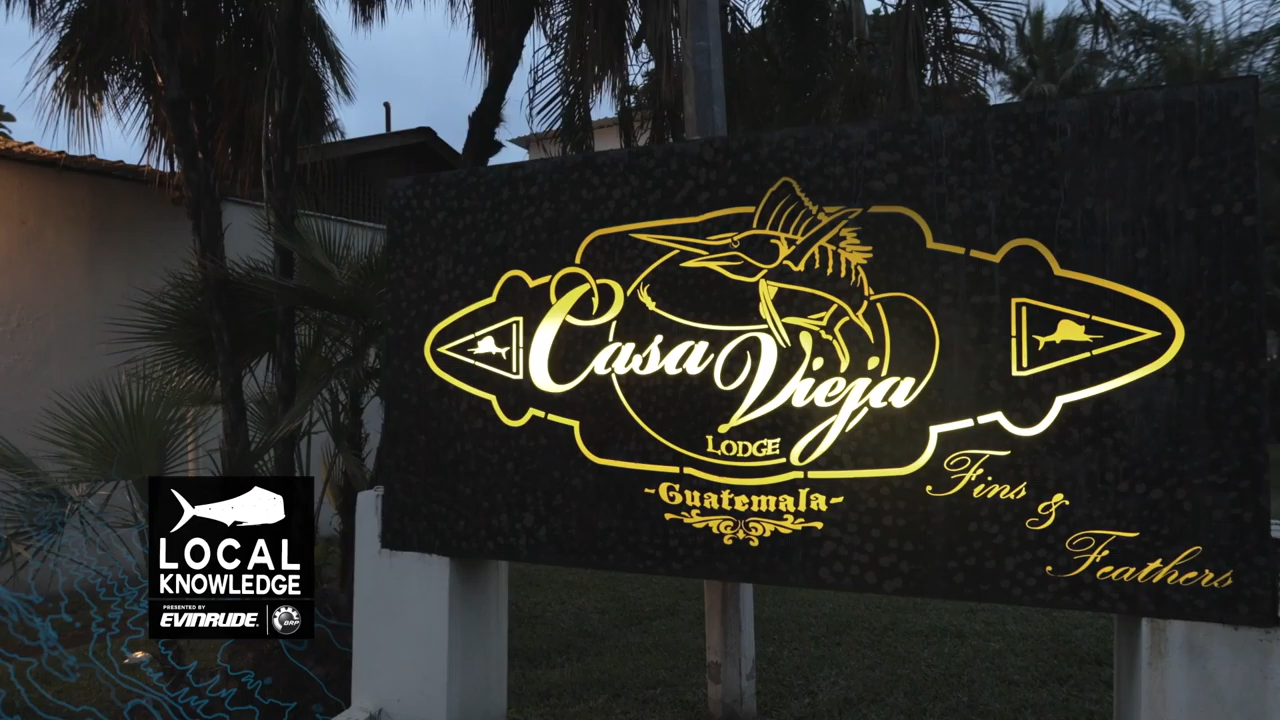 Casa Vieja
LODGE
-Guatemala-
Fins &
Feathers
LOCAL
KNOWLEDGE
PRESENTED BY
EVINRUDE
BRP